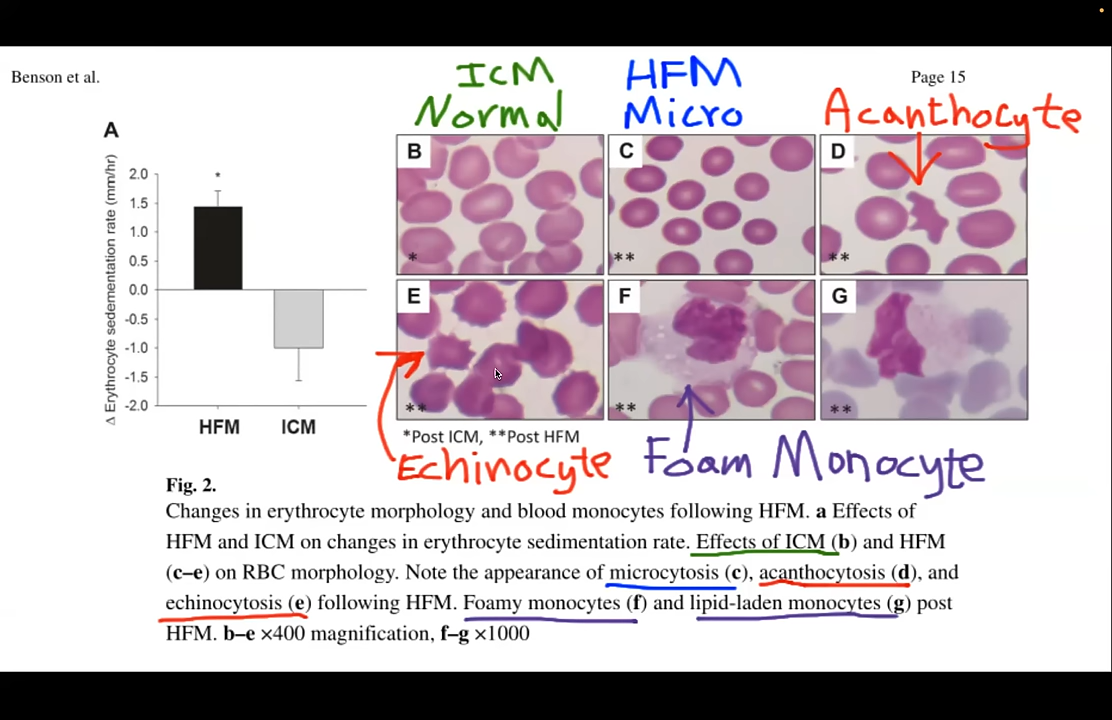 Benson et al.
ICM
Normal
HFM
Micro
Page 15
Acanthocyte
A
Δ Erythrocyte sedementation rate (mm/hr)
2.0
1.5
1.0
0.5
0.0
-0.5
-1.0
-1.5
-2.0
*
HFM
ICM
B
*
C
**
D
**
E
**
F
**
G
**
*Post ICM, **Post HFM
Echinocyte
Foam Monocyte
Fig. 2.
Changes in erythrocyte morphology and blood monocytes following HFM. a Effects of
HFM and ICM on changes in erythrocyte sedimentation rate. Effects of ICM (b) and HFM
(c–e) on RBC morphology. Note the appearance of microcytosis (c), acanthocytosis (d), and
echinocytosis (e) following HFM. Foamy monocytes (f) and lipid-laden monocytes (g) post
HFM. b–e ×400 magnification, f–g ×1000